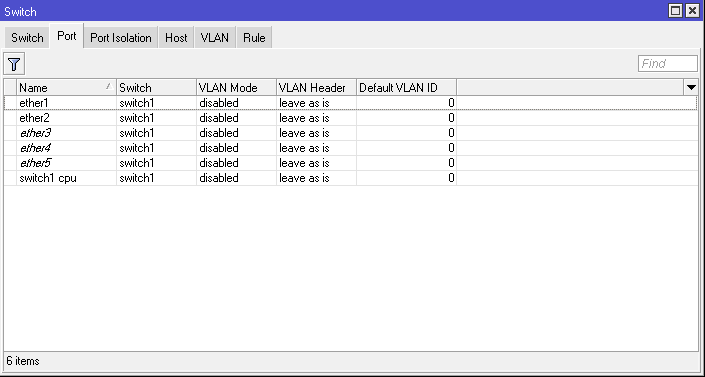 Switch
Switch Port Port Isolation Host VLAN Rule
Find
Name Switch VLAN Mode VLAN Header Default VLAN ID
ether1 switch1 disabled leave as is 0
ether2 switch1 disabled leave as is 0
ether3 switch1 disabled leave as is 0
ether4 switch1 disabled leave as is 0
ether5 switch1 disabled leave as is 0
switch1 cpu switch1 disabled leave as is 0
6 items